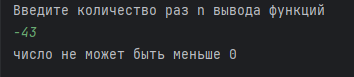 Введите количество раз n вывода функций
-43
число не может быть меньше 0